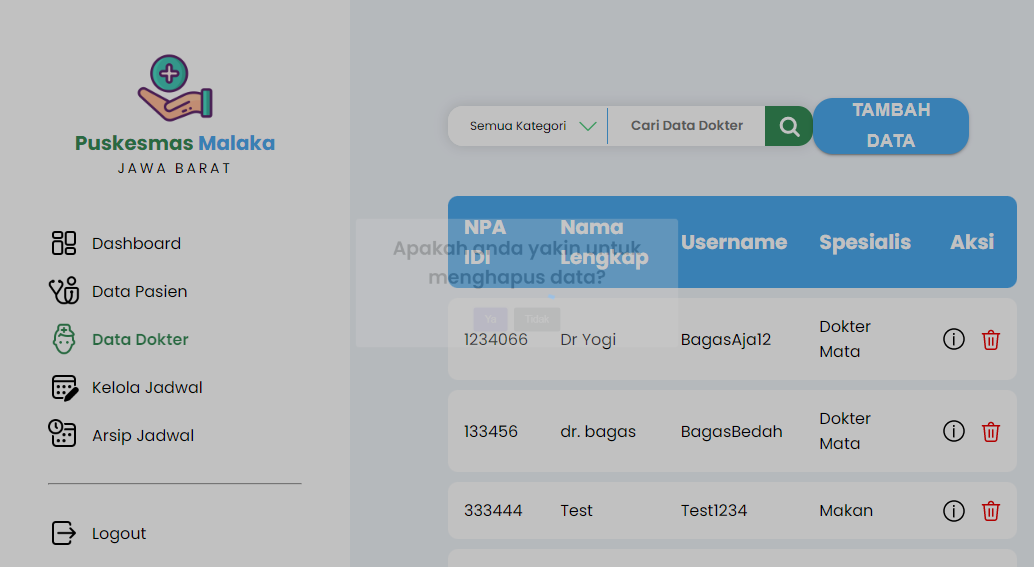 Puskesmas Malaka
JAWA BARAT
Dashboard
Data Pasien
Data Dokter
Kelola Jadwal
Arsip Jadwal
Logout
Semua Kategori
Cari Data Dokter
TAMBAH
DATA
NPA
IDI
Nama
Lengkap
Username
Spesialis
Aksi
Apakah anda yakin untuk
menghapus data?
Ya
Tidak
1234066
Dr Yogi
BagasAja12
Dokter
Mata
133456
dr. bagas
BagasBedah
Dokter
Mata
333444
Test
Test1234
Makan